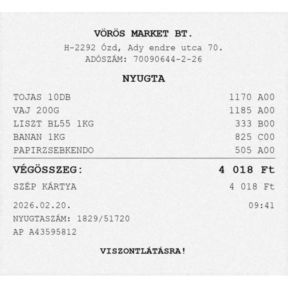 VÖRÖS MARKET BT.
H-2292 Ózd, Ady endre utca 70.
ADÓSZÁM: 70090644-2-26
NYUGTA
TOJAS 10DB 1170 A00
VAJ 200G 1185 A00
LISZT BL55 1KG 333 B00
BANAN 1KG 825 C00
PAPIRZSEBKENDO 505 A00
VÉGÖSSZEG: 4 018 Ft
SZÉP KÁRTYA 4 018 Ft
2026.02.20. 09:41
NYUGTASZÁM: 1829/51720
AP A43595812
VISZONTLÁTÁSRA!